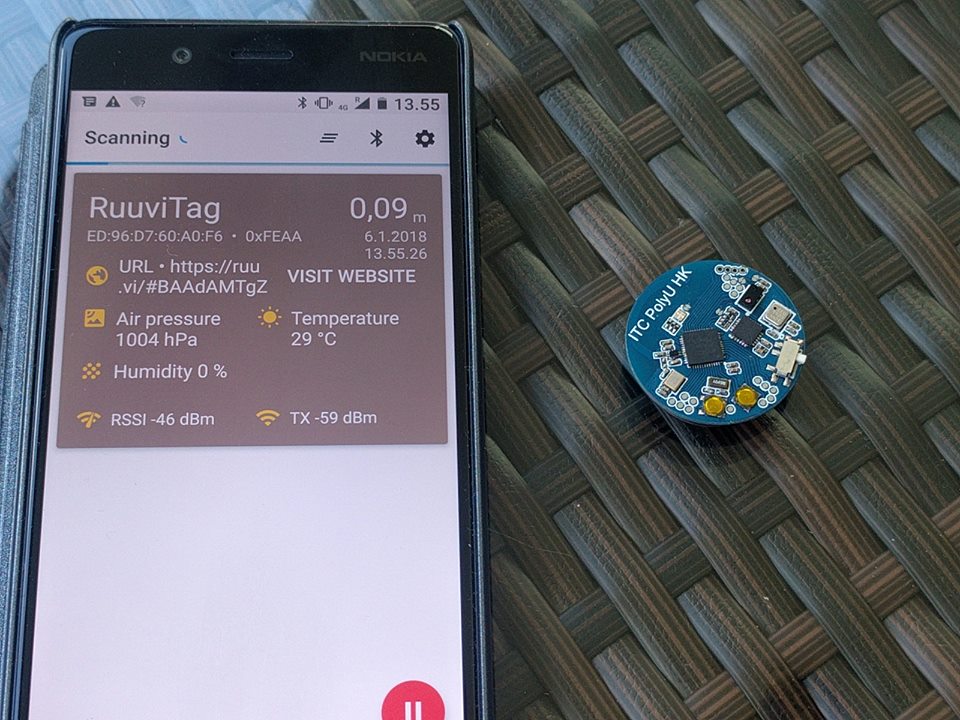 NOKIA
4G
R
13.55
Scanning
RuuviTag
0,09 m
ED:96:D7:60:A0:F6 • 0xFEAA
6.1.2018
13.55.26
URL • https://ruu
.vi/#BAAdAMTgZ
VISIT WEBSITE
Air pressure
1004 hPa
Temperature
29 °C
Humidity 0 %
RSSI -46 dBm
TX -59 dBm
ITC PolyU HK